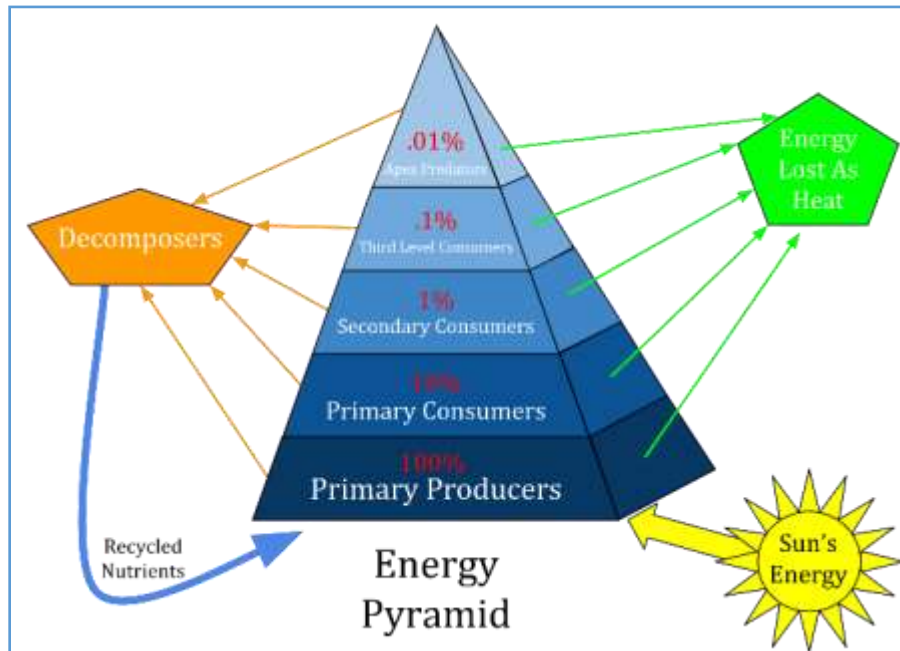 .01%
Apex Predators
.1%
Third Level Consumers
1%
Secondary Consumers
10%
Primary Consumers
100%
Primary Producers
Decomposers
Energy
Lost As
Heat
Recycled
Nutrients
Energy
Pyramid
Sun's
Energy